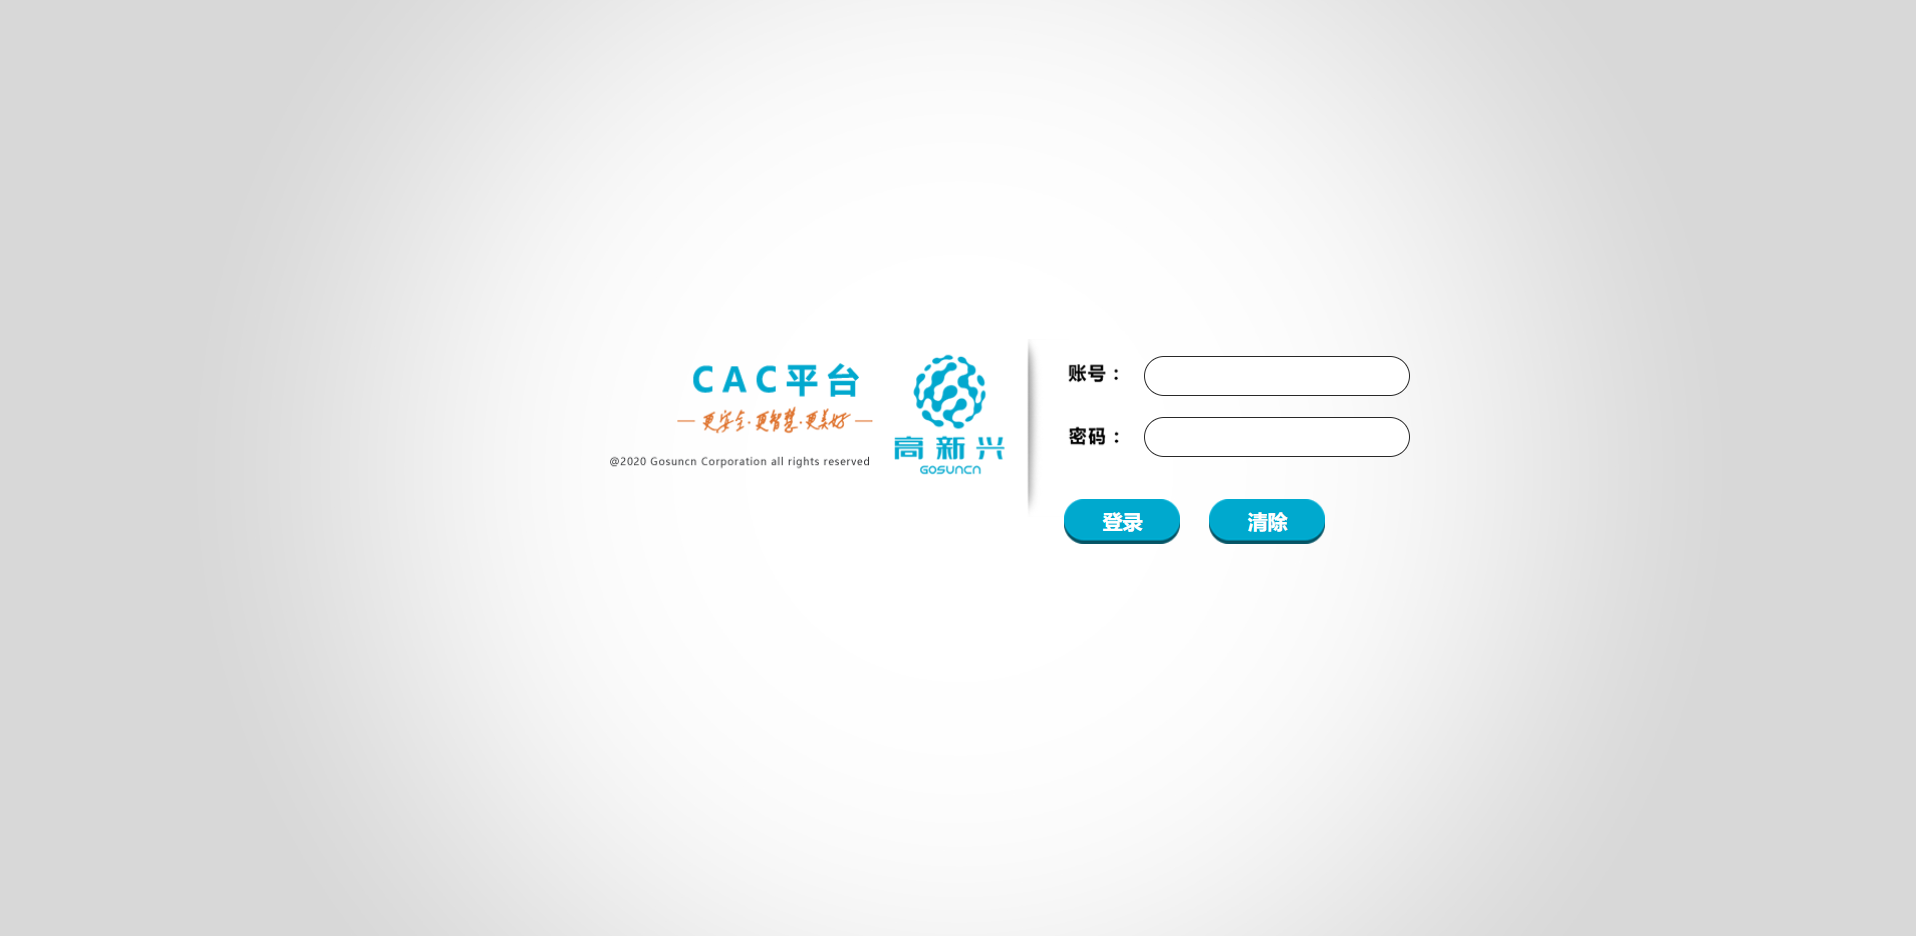 CAC平台
— 更安全·更智慧·更美好 —
@2020 Gosuncn Corporation all rights reserved
高新兴
GOSUNCN
账号：
密码：
登录
清除